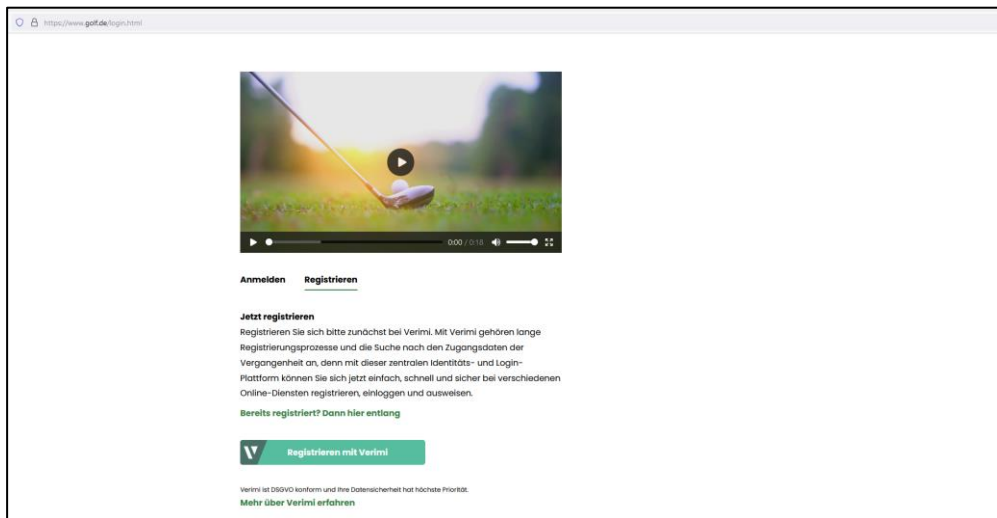 https://www.golf.de/login.html
0:00 / 0:18
Anmelden Registrieren
Jetzt registrieren
Registrieren Sie sich bitte zunächst bei Verimi. Mit Verimi gehören lange
Registrierungsprozesse und die Suche nach den Zugangsdaten der
Vergangenheit an, denn mit dieser zentralen Identitäts- und Login-
Plattform können Sie sich jetzt einfach, schnell und sicher bei verschiedenen
Online-Diensten registrieren, einloggen und ausweisen.
Bereits registriert? Dann hier entlang
Registrieren mit Verimi
Verimi ist DSGVO konform und Ihre Datensicherheit hat höchste Priorität.
Mehr über Verimi erfahren